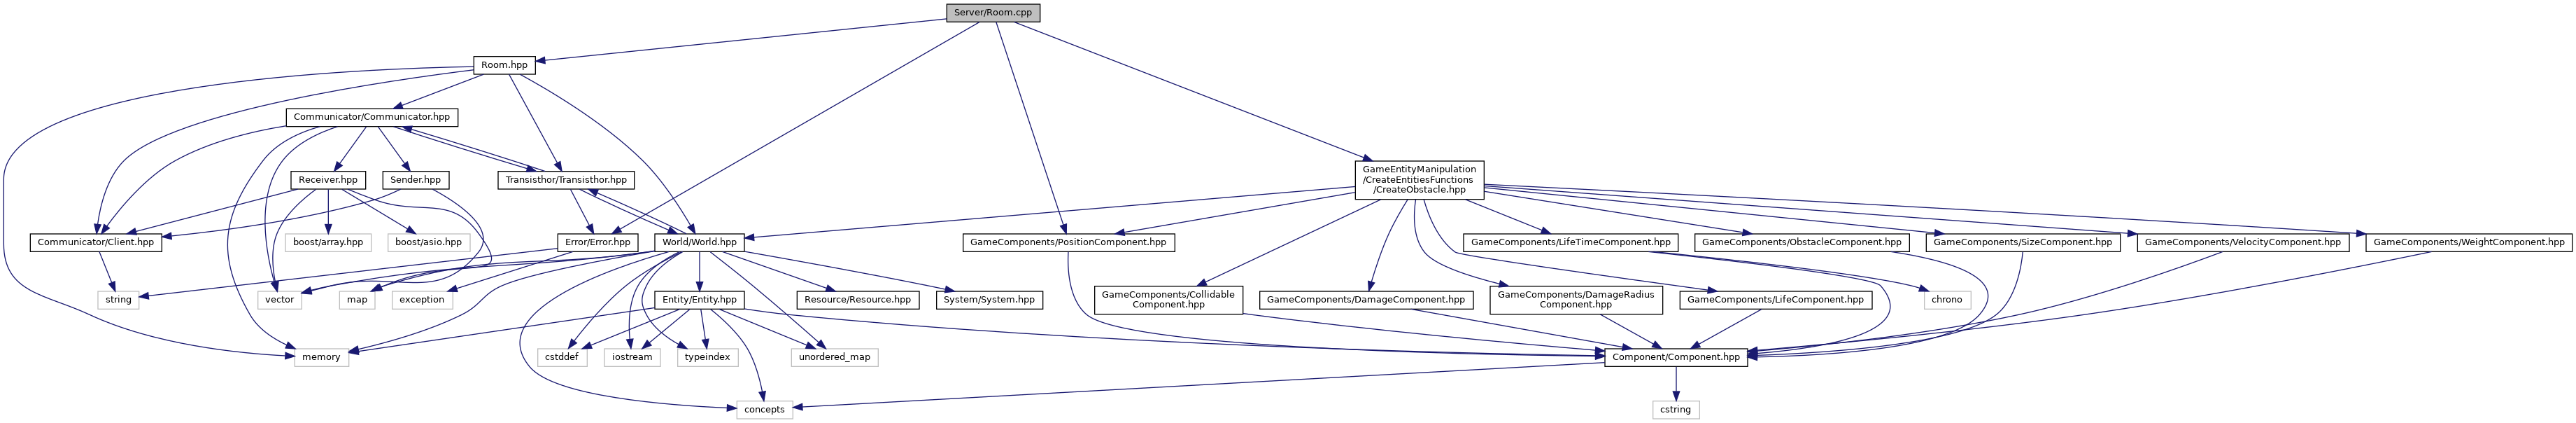 Server/Room.cpp
Room.hpp
Communicator/Communicator.hpp
GameEntityManipulation
/CreateEntitiesFunctions
/CreateObstacle.hpp
Receiver.hpp
Sender.hpp
Transisthor/Transisthor.hpp
Communicator/Client.hpp
boost/array.hpp
boost/asio.hpp
Error/Error.hpp
World/World.hpp
GameComponents/PositionComponent.hpp
GameComponents/LifeTimeComponent.hpp
GameComponents/ObstacleComponent.hpp
GameComponents/SizeComponent.hpp
GameComponents/VelocityComponent.hpp
GameComponents/WeightComponent.hpp
string
vector
map
exception
Entity/Entity.hpp
Resource/Resource.hpp
System/System.hpp
GameComponents/Collidable
Component.hpp
GameComponents/DamageComponent.hpp
GameComponents/DamageRadius
Component.hpp
GameComponents/LifeComponent.hpp
chrono
memory
cstddef
iostream
typeindex
unordered_map
Component/Component.hpp
concepts
cstring